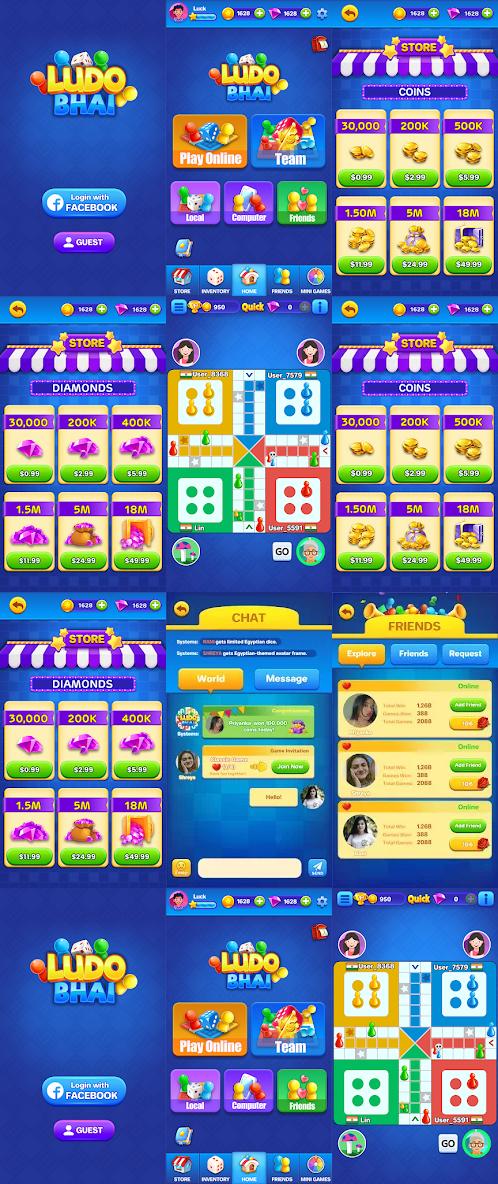 LUDO
BHAI
Login with
FACEBOOK
GUEST
Luck
1628
1628
LUDO
BHAI
Play Online
Team
Local
Computer
Friends
STORE
INVENTORY
HOME
FRIENDS
MINI GAMES
1628
1628
STORE
COINS
30,000
200K
500K
$0.99
$2.99
$5.99
1.50M
5M
18M
$11.99
$24.99
$49.99
1628
1628
STORE
DIAMONDS
30,000
200K
400K
$0.99
$2.99
$5.99
1.5M
5M
18M
$11.99
$24.99
$49.99
950
Quick
0
User_8368
User_7579
Lin
User_5591
GO
1628
1628
STORE
COINS
30,000
200K
500K
$0.99
$2.99
$5.99
1.50M
5M
18M
$11.99
$24.99
$49.99
1628
1628
STORE
DIAMONDS
30,000
200K
400K
$0.99
$2.99
$5.99
1.5M
5M
18M
$11.99
$24.99
$49.99
CHAT
Systems: RANI gets limited Egyptian dice.
Systems: SHREYA gets Egyptian-themed avatar frame.
World
Message
LUDO
Systems:
Congratulations
Priyanka won 100,000
coins today!
Game Invitation
Classic Game
Join Now
Shreya
Hello!
SEND
FRIENDS
Explore
Friends
Request
Online
Total Win: 1.26B
Games Won: 388
Total Games: 2088
Add Friend
Priyanka
Online
Total Win: 1.26B
Games Won: 388
Total Games: 2088
Add Friend
Shreya
Online
Total Win: 1.26B
Games Won: 388
Total Games: 2088
Add Friend
Rani
LUDO
BHAI
Login with
FACEBOOK
GUEST
Luck
1628
1628
LUDO
BHAI
Play Online
Team
Local
Computer
Friends
STORE
INVENTORY
HOME
FRIENDS
MINI GAMES
950
Quick
0
User_8368
User_7579
Lin
User_5591
GO